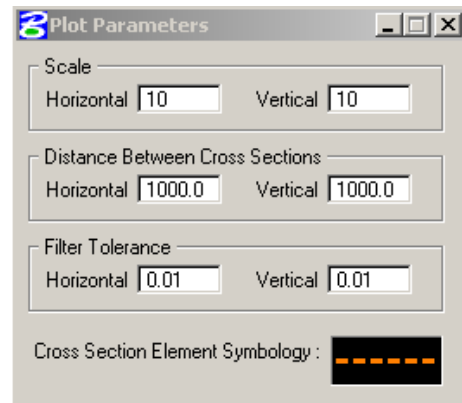 Plot Parameters
Scale
Horizontal 10 Vertical 10
Distance Between Cross Sections
Horizontal 1000.0 Vertical 1000.0
Filter Tolerance
Horizontal 0.01 Vertical 0.01
Cross Section Element Symbology :